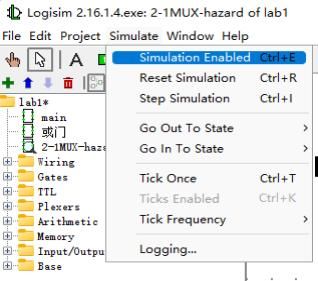 Logisim 2.16.1.4.exe: 2-1MUX-hazard of lab1
File Edit Project Simulate Window Help
A
Simulation Enabled Ctrl+E
Reset Simulation Ctrl+R
Step Simulation Ctrl+I
Go Out To State
Go In To State
Tick Once Ctrl+T
Ticks Enabled Ctrl+K
Tick Frequency
Logging...
lab1*
main
或门
2-1MUX-haz
Wiring
Gates
TTL
Plexers
Arithmetic
Memory
Input/Outpu
Base